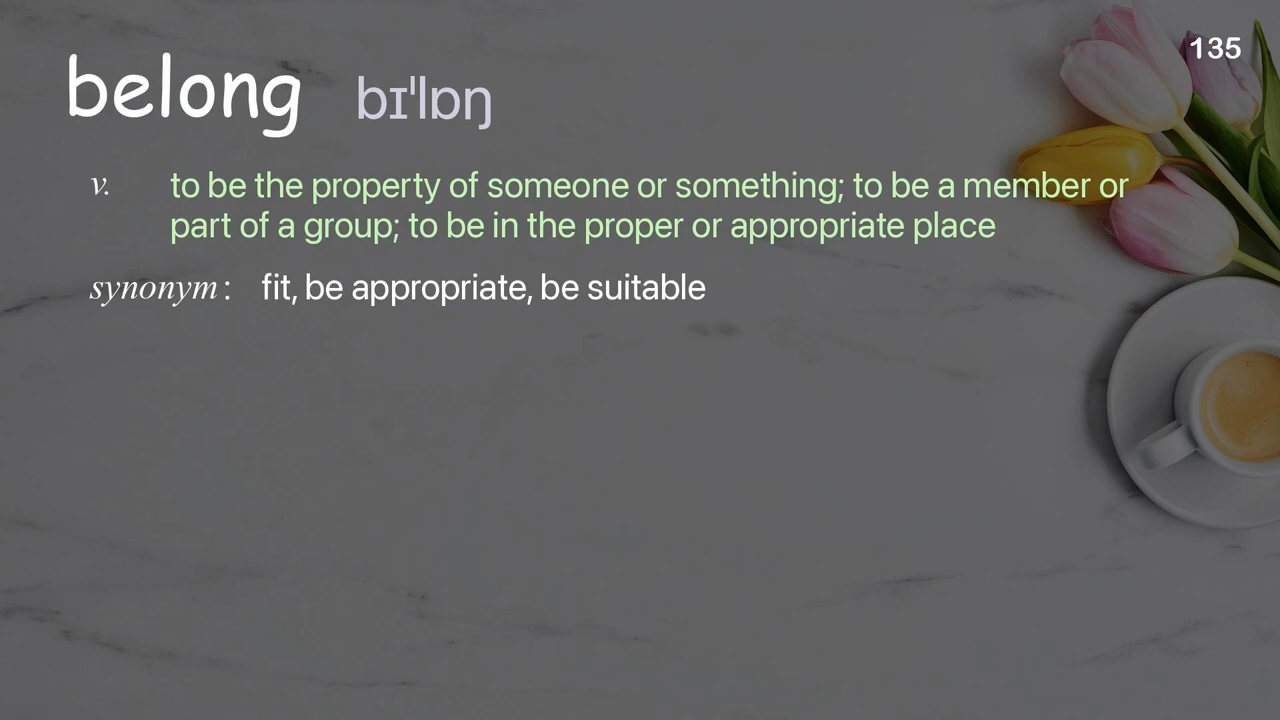 135
belong bɪˈlɒŋ
v. to be the property of someone or something; to be a member or
part of a group; to be in the proper or appropriate place
synonym: fit, be appropriate, be suitable